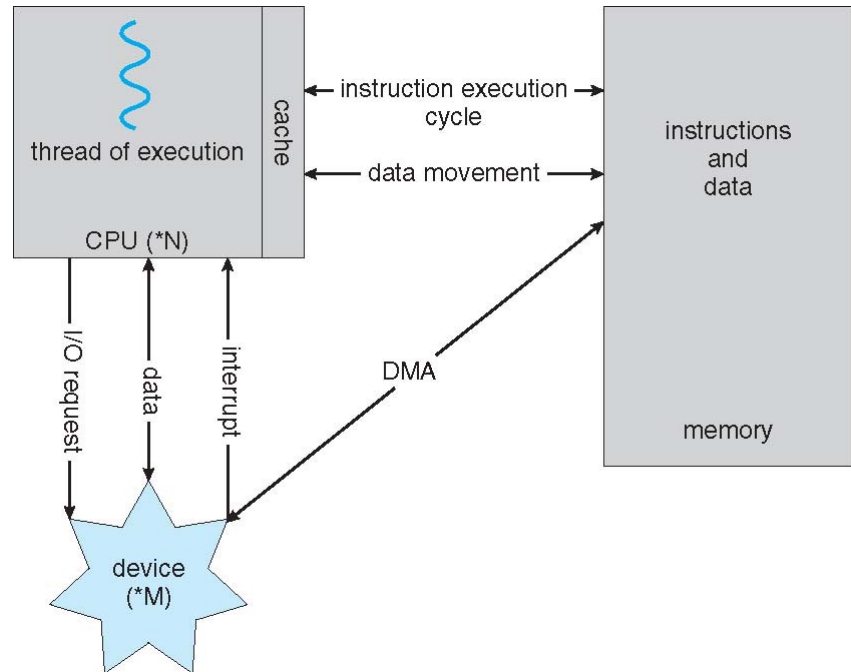 thread of execution
CPU (*N)
cache
instruction execution
cycle
data movement
instructions
and
data
memory
I/O request
data
interrupt
DMA
device
(*M)